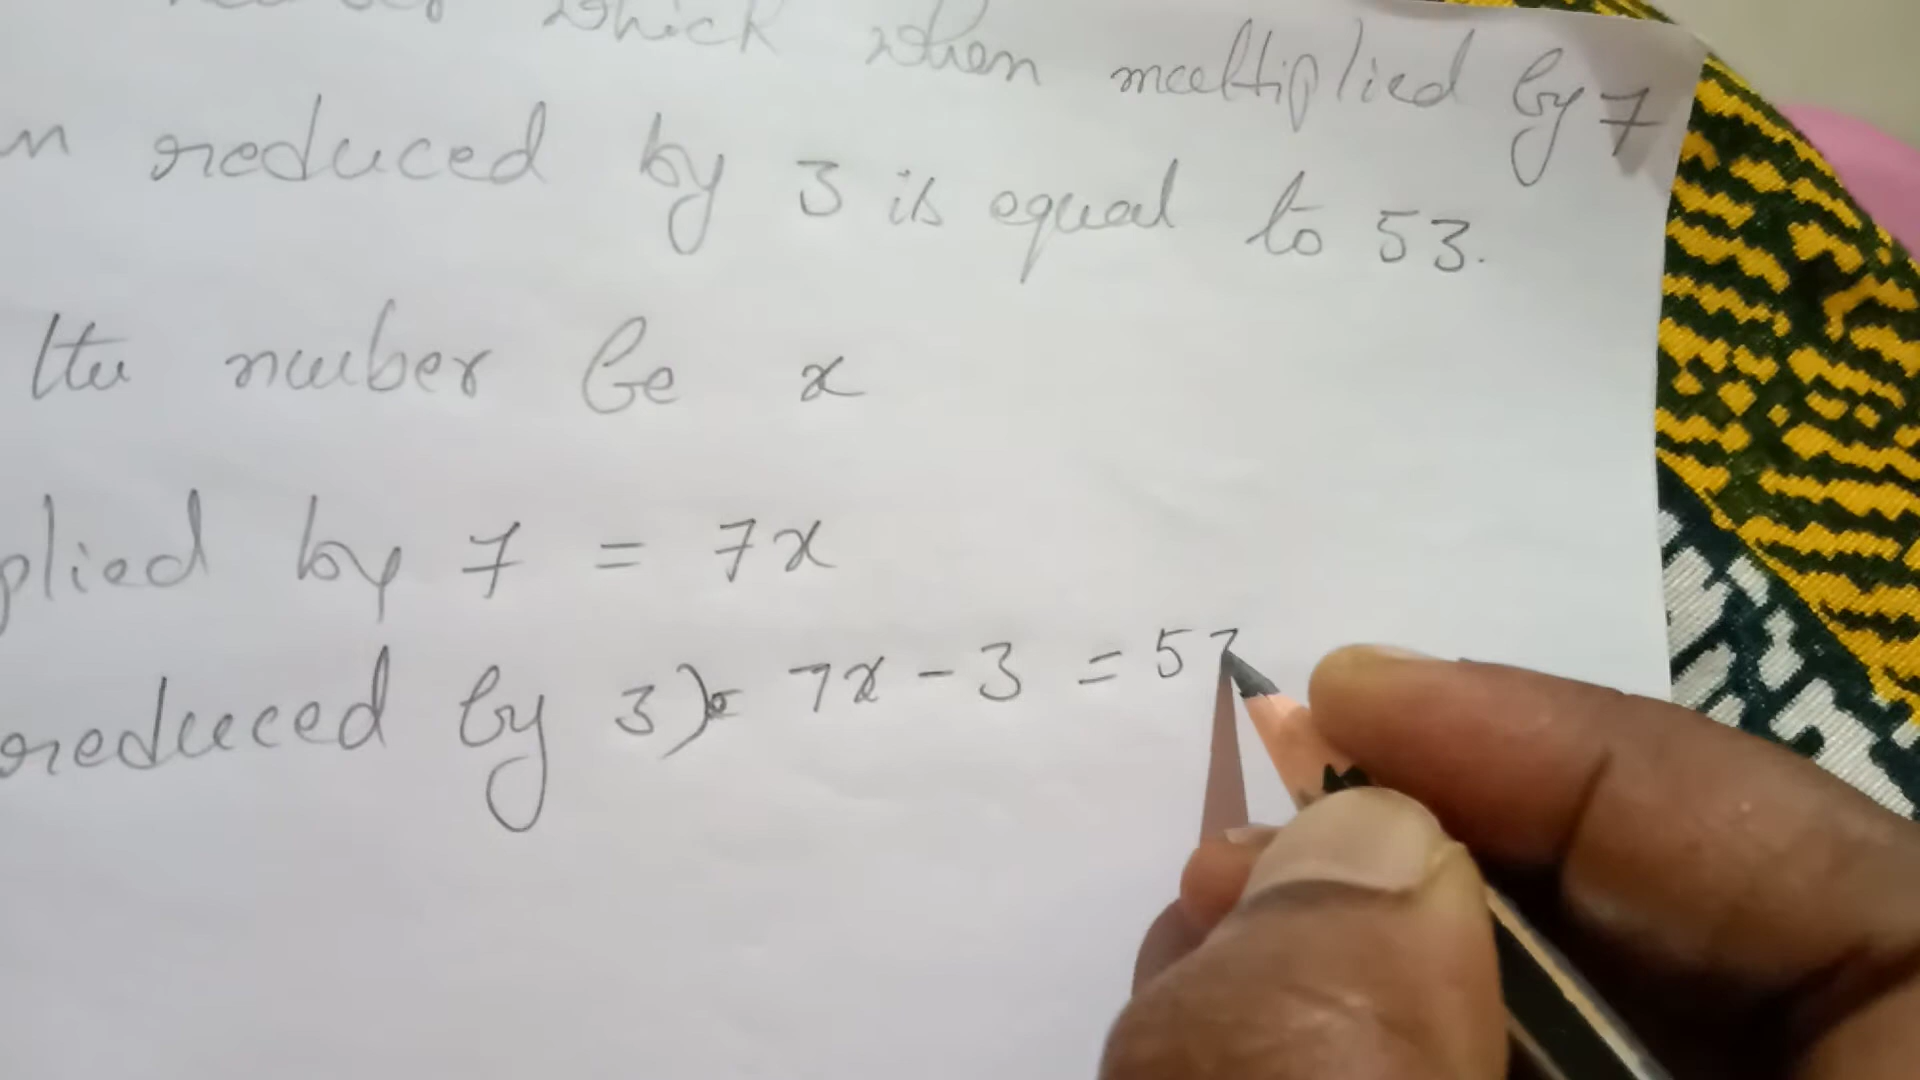 which when multiplied by 7
n reduced by 3 is equal to 53.
the number be x
plied by 7 = 7x
reduced by 3) = 7x - 3 = 53